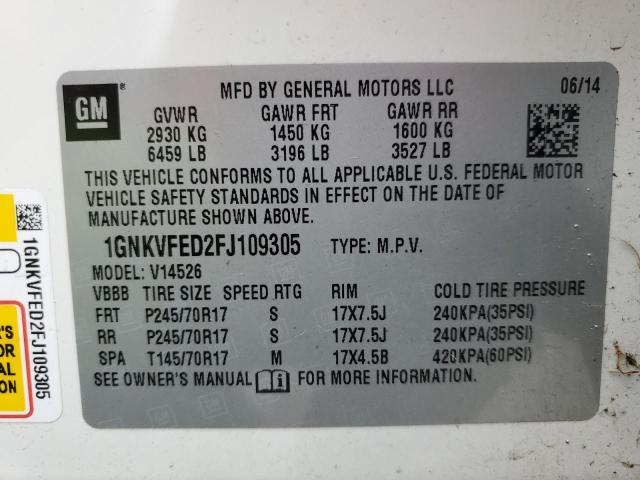 GM
MFD BY GENERAL MOTORS LLC 06/14
GVWR GAWR FRT GAWR RR
2930 KG 1450 KG 1600 KG
6459 LB 3196 LB 3527 LB
THIS VEHICLE CONFORMS TO ALL APPLICABLE U.S. FEDERAL MOTOR
VEHICLE SAFETY STANDARDS IN EFFECT ON THE DATE OF
MANUFACTURE SHOWN ABOVE.
1GNKVFED2FJ109305 TYPE: M.P.V.
MODEL: V14526
VBBB TIRE SIZE SPEED RTG RIM COLD TIRE PRESSURE
FRT P245/70R17 S 17X7.5J 240KPA(35PSI)
RR P245/70R17 S 17X7.5J 240KPA(35PSI)
SPA T145/70R17 M 17X4.5B 420KPA(60PSI)
SEE OWNER'S MANUAL FOR MORE INFORMATION.
1GNKVFED2FJ109305